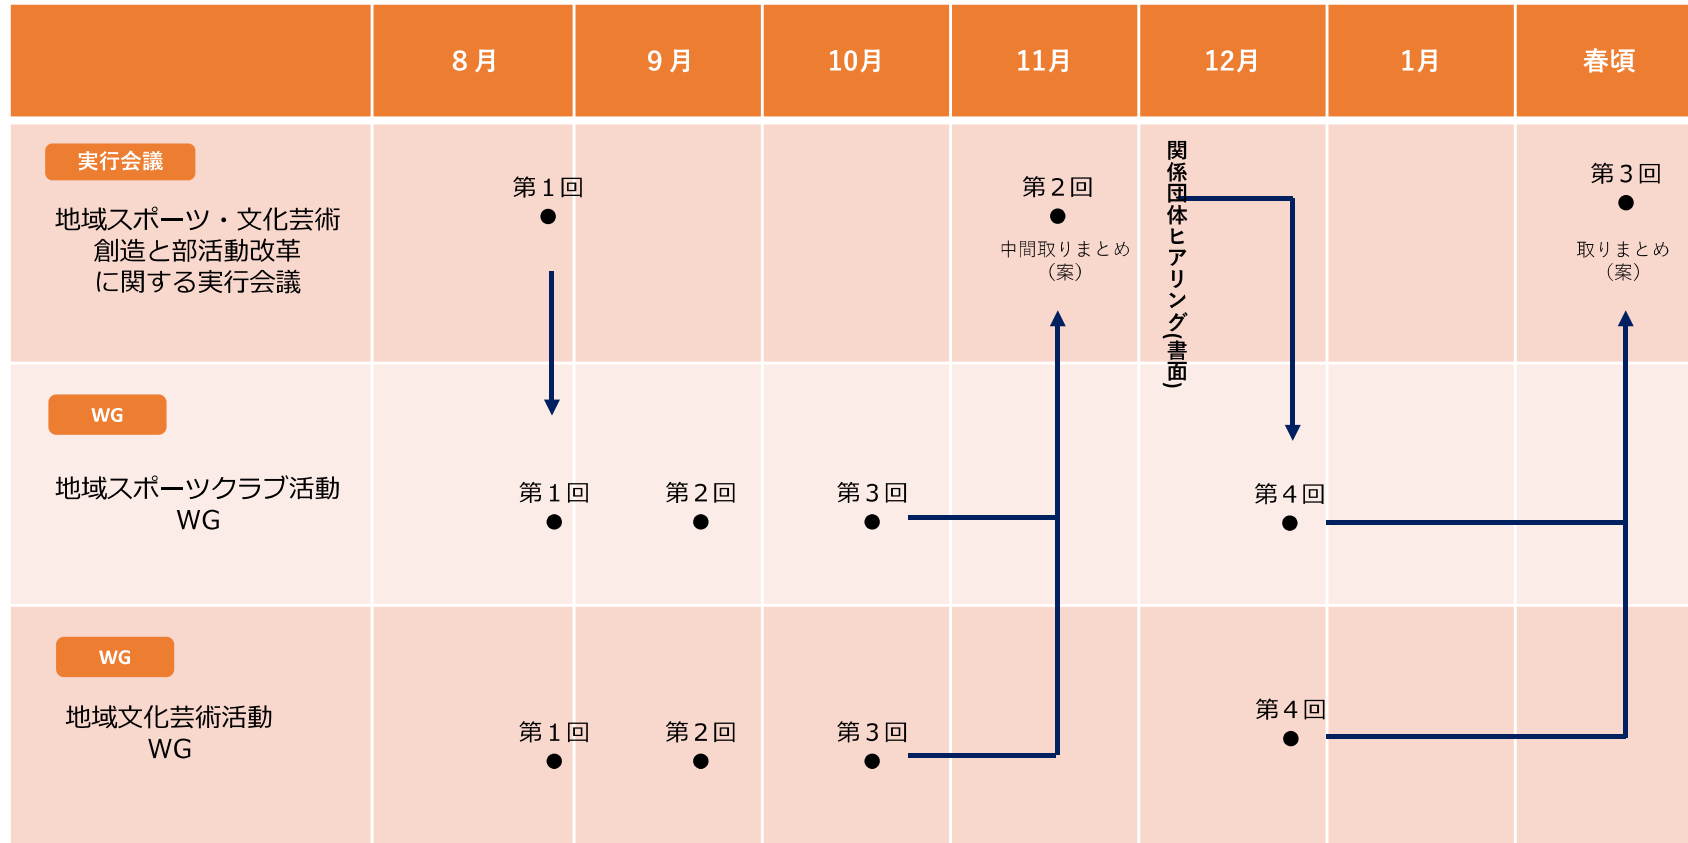 ８月
９月
10月
11月
12月
1月
春頃
実行会議
地域スポーツ・文化芸術
創造と部活動改革
に関する実行会議
第１回
第２回
中間取りまとめ
（案）
関係団体ヒアリング(書面)
第３回
取りまとめ
（案）
WG
地域スポーツクラブ活動
WG
第１回
第２回
第３回
第４回
WG
地域文化芸術活動
WG
第１回
第２回
第３回
第４回